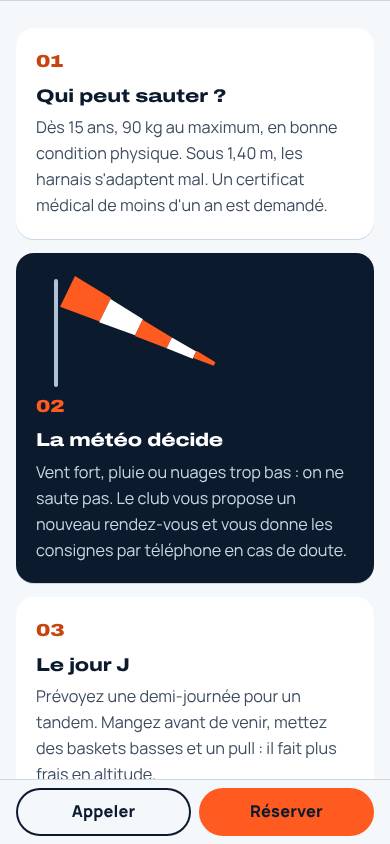 01
Qui peut sauter ?
Dès 15 ans, 90 kg au maximum, en bonne
condition physique. Sous 1,40 m, les
harnais s'adaptent mal. Un certificat
médical de moins d'un an est demandé.
02
La météo décide
Vent fort, pluie ou nuages trop bas : on ne
saute pas. Le club vous propose un
nouveau rendez-vous et vous donne les
consignes par téléphone en cas de doute.
03
Le jour J
Prévoyez une demi-journée pour un
tandem. Mangez avant de venir, mettez
des baskets basses et un pull : il fait plus
frais en altitude.
Appeler
Réserver